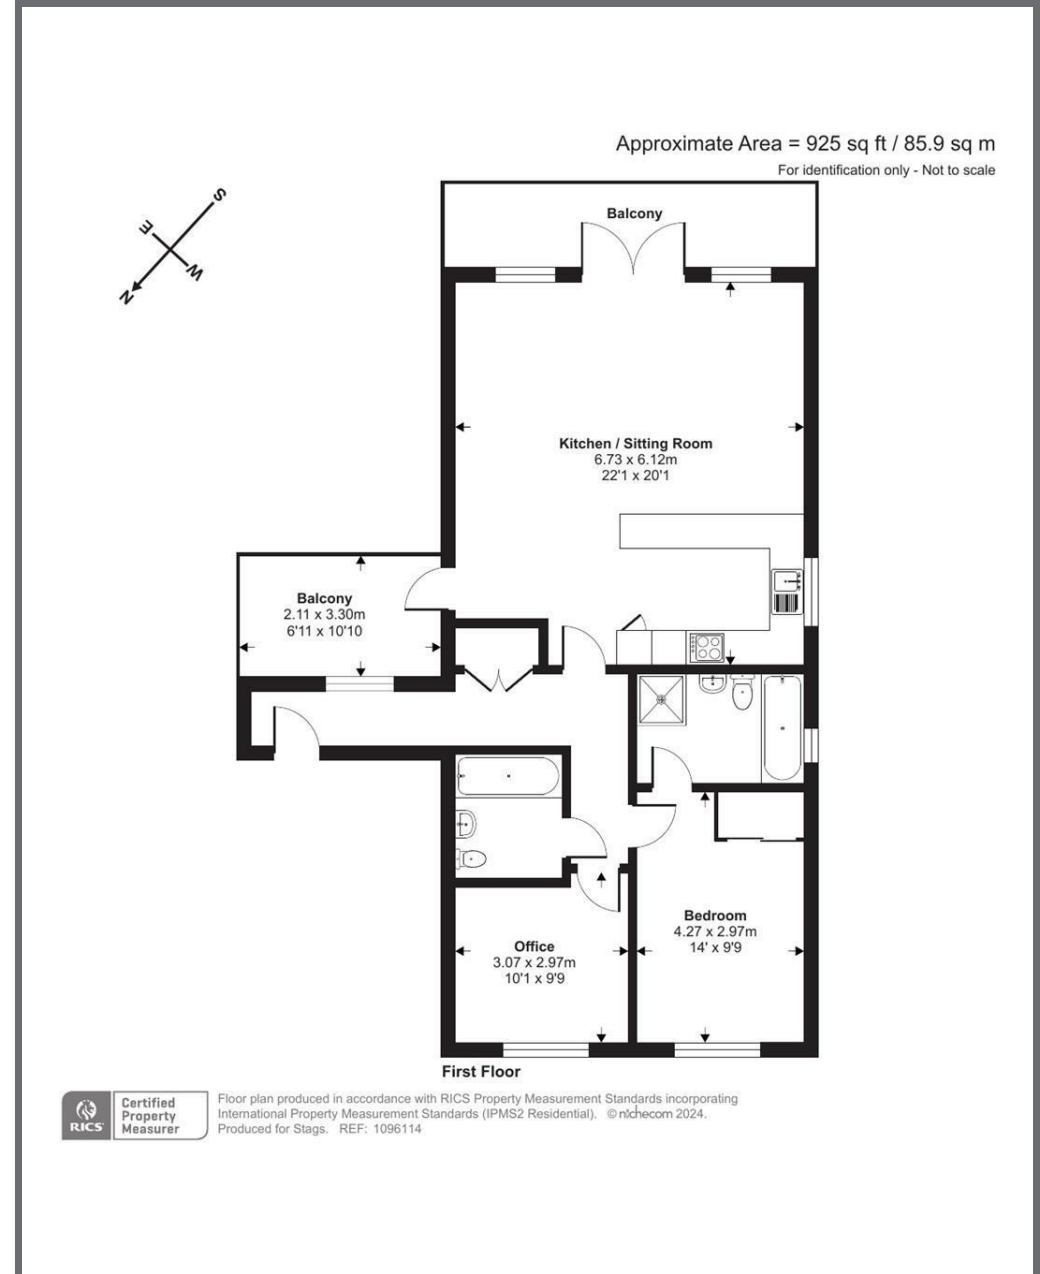 Approximate Area = 925 sq ft / 85.9 sq m
For identification only - Not to scale
S
E
W
N
Balcony
Kitchen / Sitting Room
6.73 x 6.12m
22'1 x 20'1
Balcony
2.11 x 3.30m
6'11 x 10'10
Bedroom
4.27 x 2.97m
14' x 9'9
Office
3.07 x 2.97m
10'1 x 9'9
First Floor
RICS
Certified
Property
Measurer
Floor plan produced in accordance with RICS Property Measurement Standards incorporating
International Property Measurement Standards (IPMS2 Residential). © nichecom 2024.
Produced for Stags. REF: 1096114